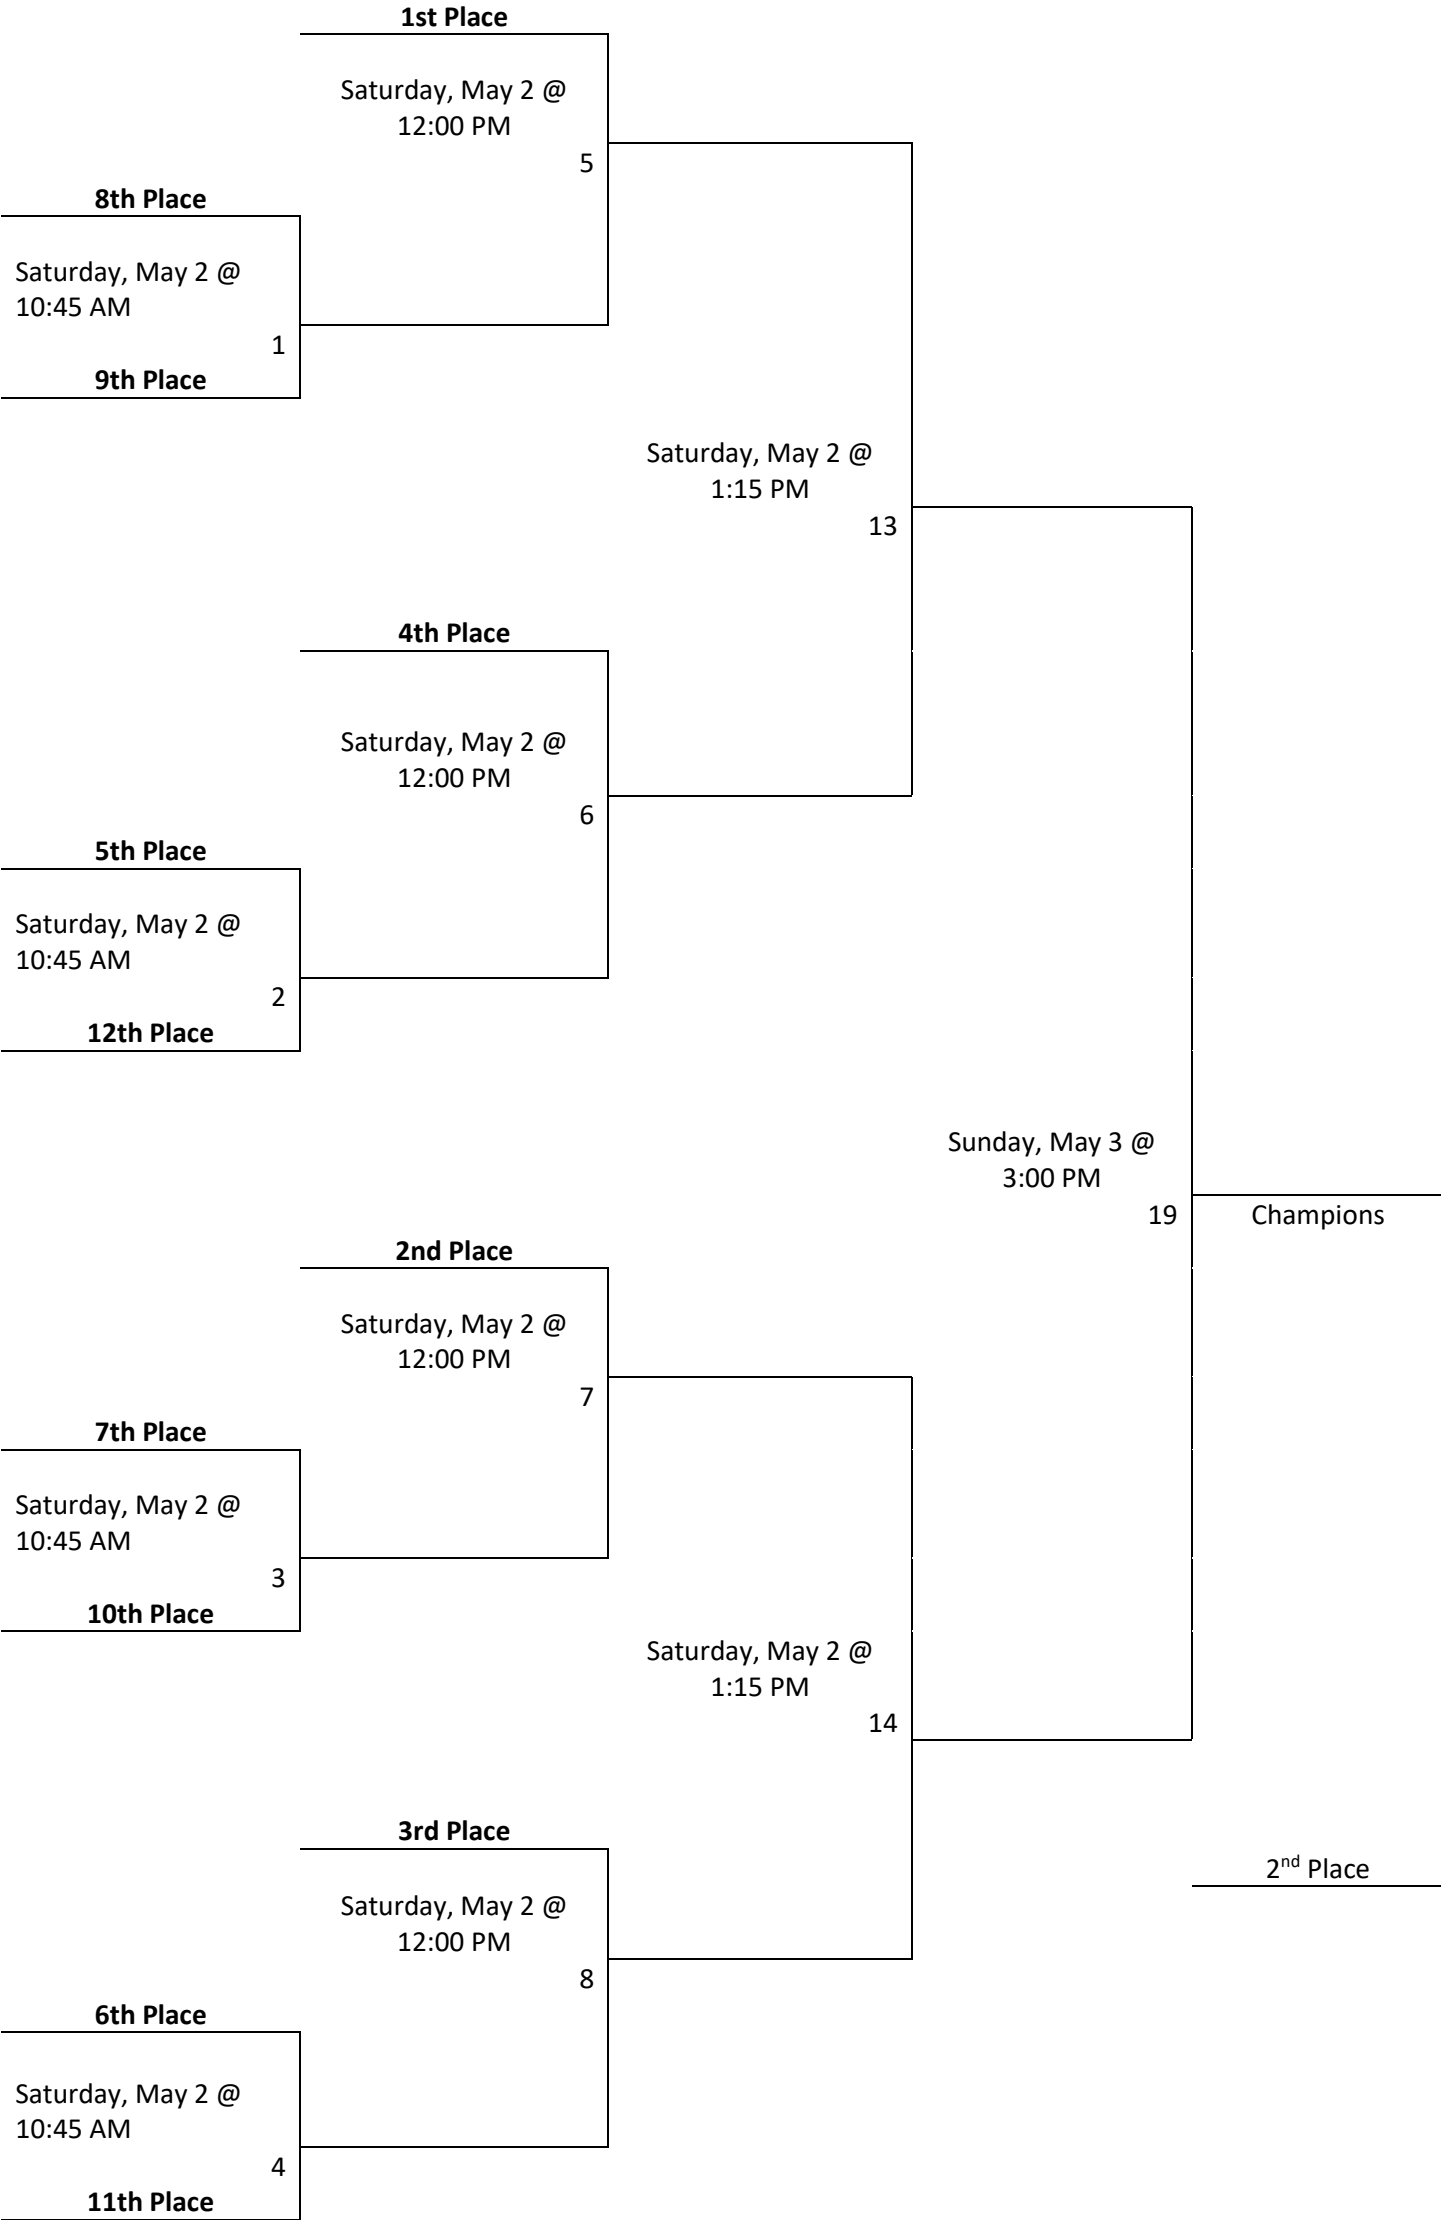 1st Place
Saturday, May 2 @
12:00 PM
5
8th Place
Saturday, May 2 @
10:45 AM
1
9th Place
Saturday, May 2 @
1:15 PM
13
4th Place
Saturday, May 2 @
12:00 PM
6
5th Place
Saturday, May 2 @
10:45 AM
2
12th Place
Sunday, May 3 @
3:00 PM
19
Champions
2nd Place
Saturday, May 2 @
12:00 PM
7
7th Place
Saturday, May 2 @
10:45 AM
3
10th Place
Saturday, May 2 @
1:15 PM
14
3rd Place
2nd Place
Saturday, May 2 @
12:00 PM
8
6th Place
Saturday, May 2 @
10:45 AM
4
11th Place